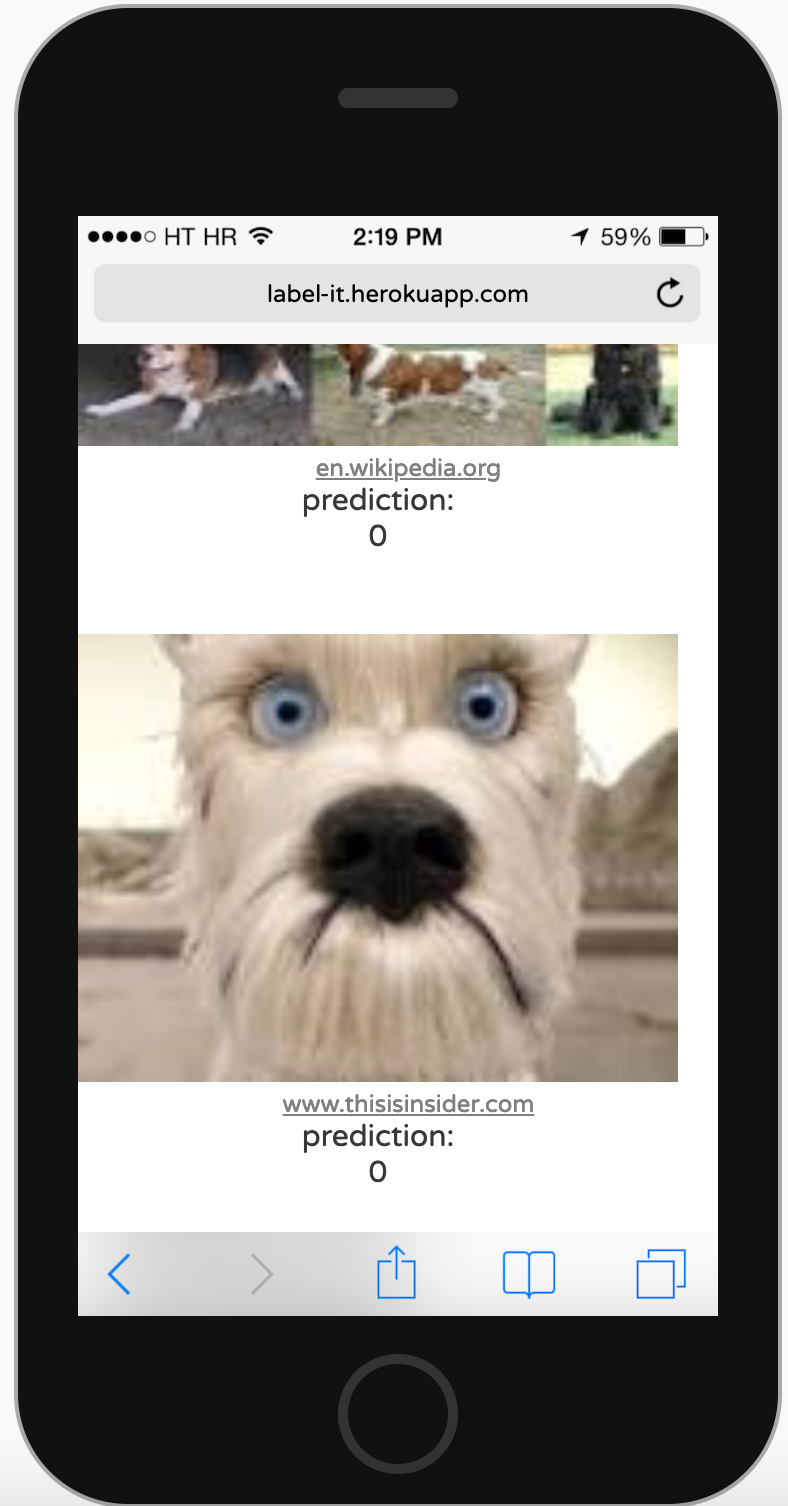 HT HR 2:19 PM 59%
label-it.herokuapp.com
en.wikipedia.org
prediction:
0
www.thisisinsider.com
prediction:
0